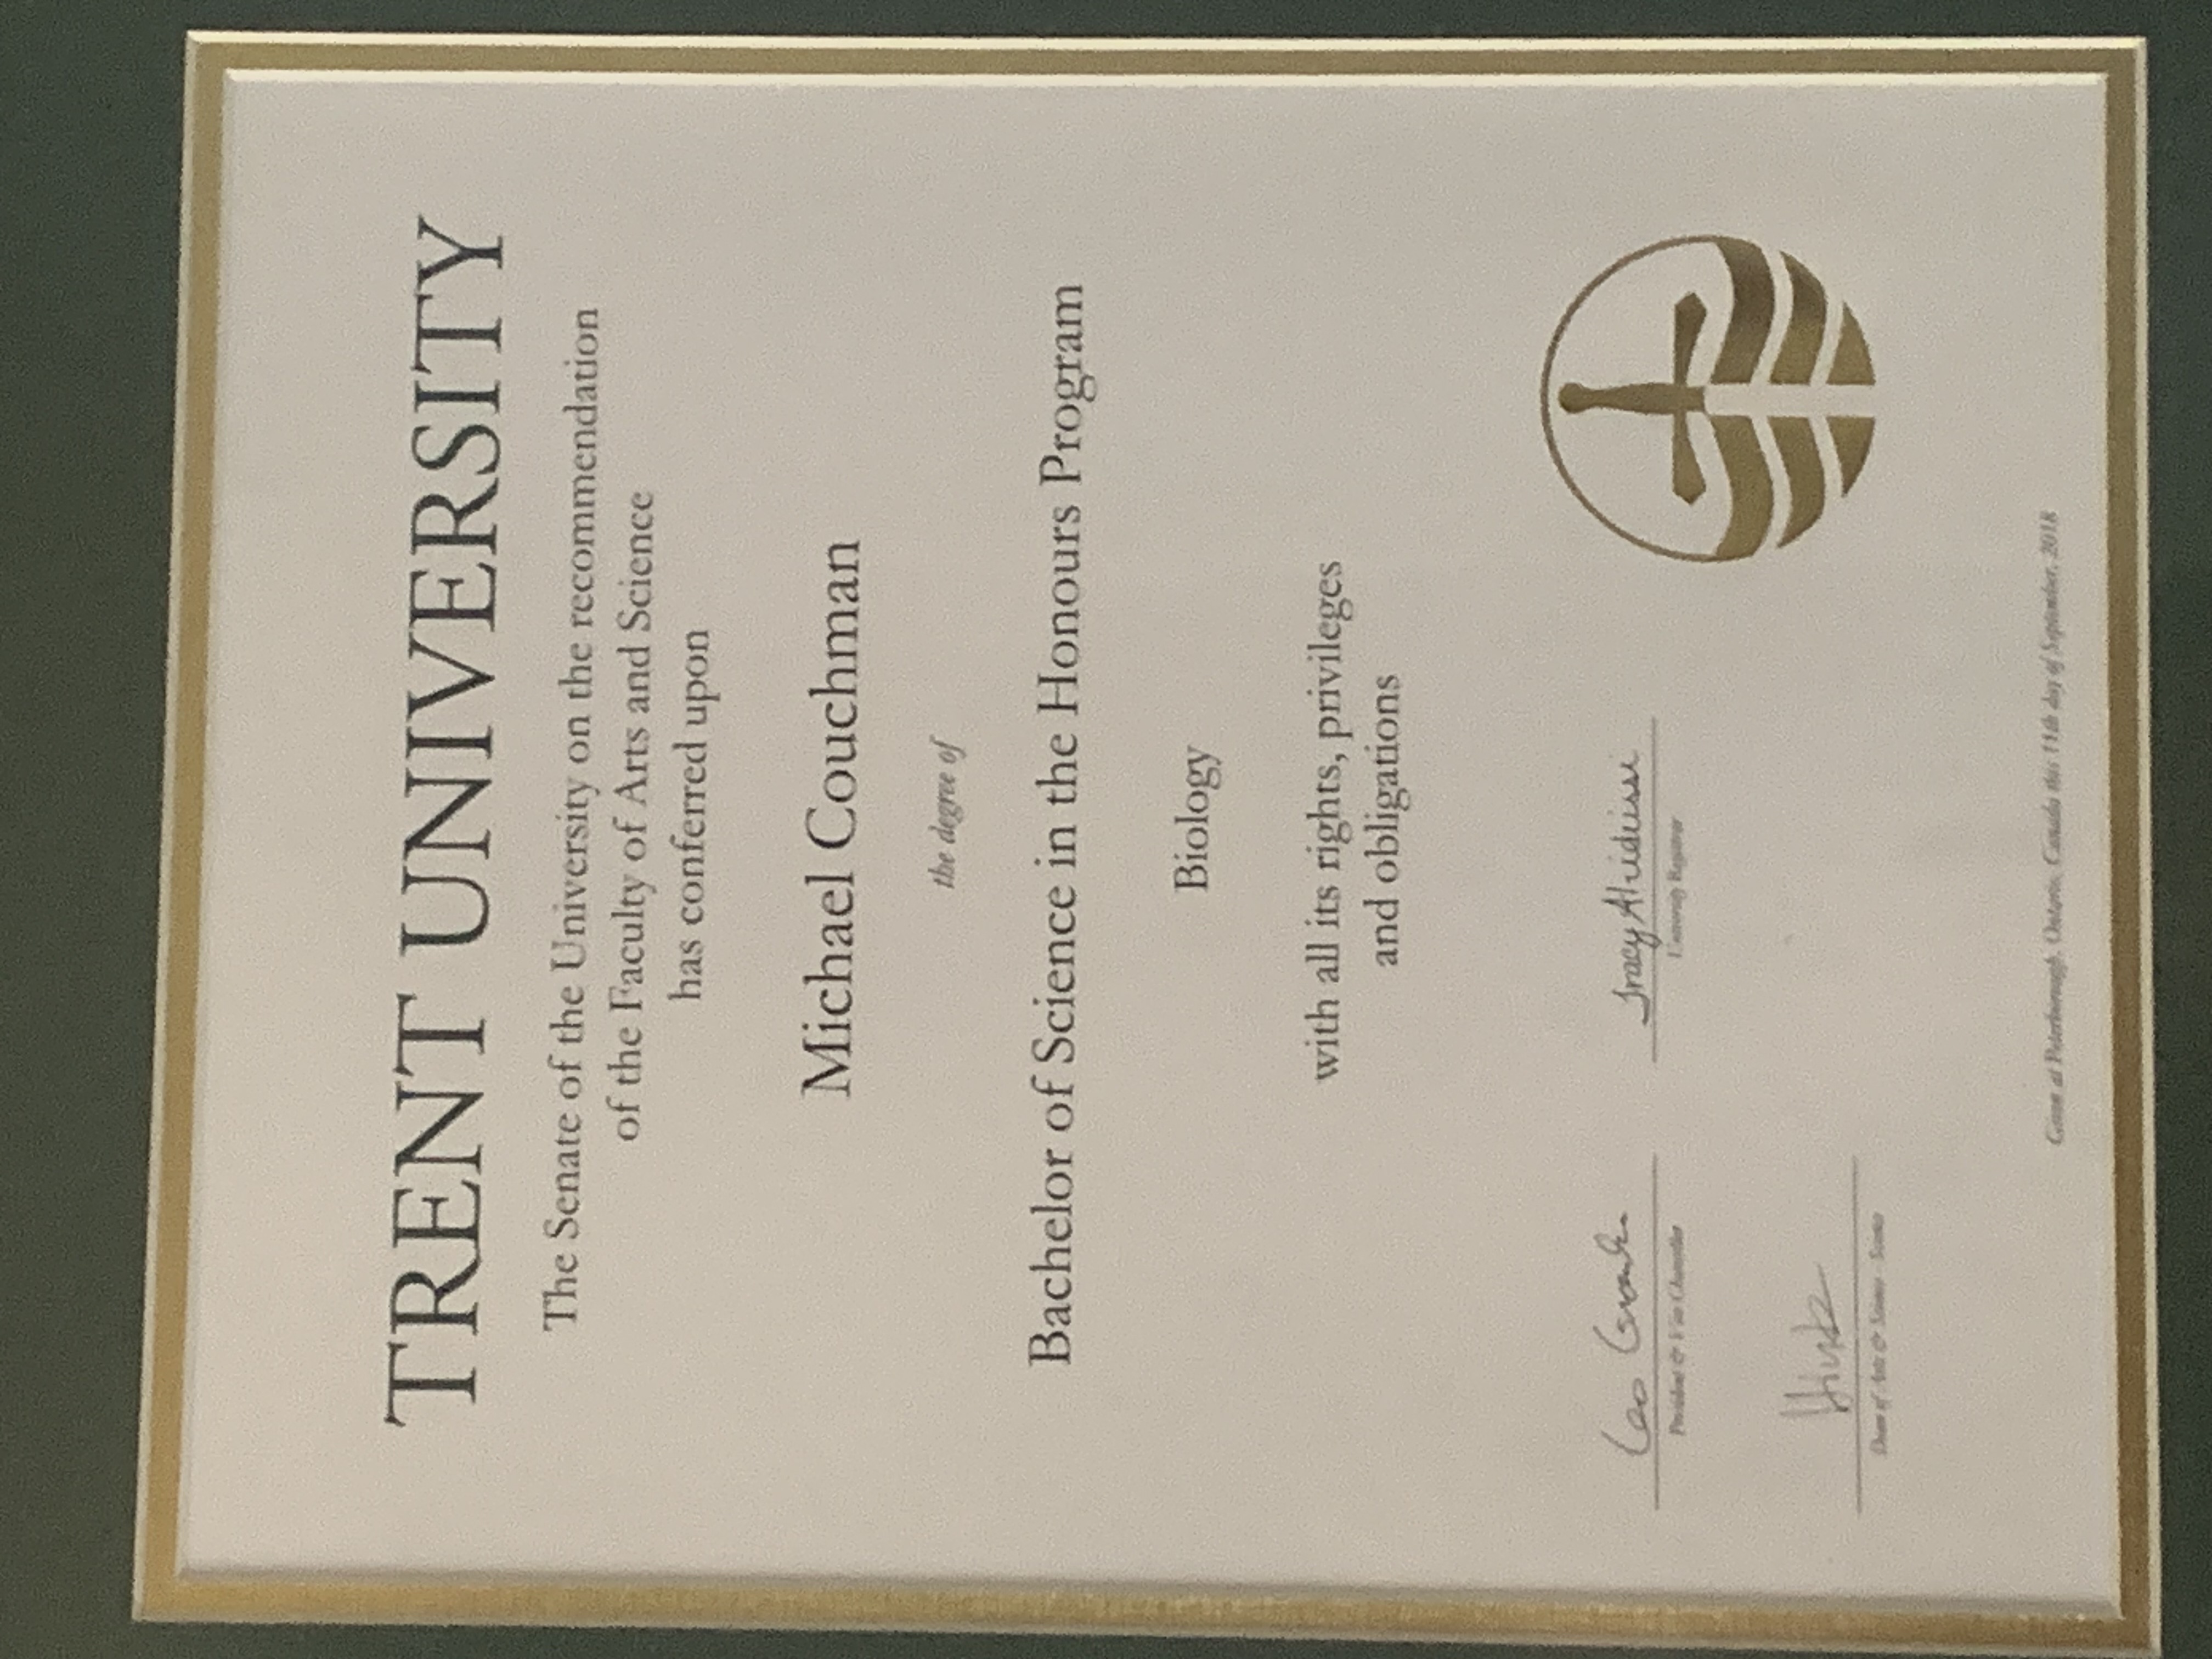 TRENT UNIVERSITY
The Senate of the University on the recommendation
of the Faculty of Arts and Science
has conferred upon
Michael Couchman
the degree of
Bachelor of Science in the Honours Program
Biology
with all its rights, privileges
and obligations
Leo Groarke
Tracy Al-idrissi
President & Vice Chancellor
University Registrar
Dean of Arts & Science - Science
Given at Peterborough, Ontario, Canada this 11th day of September, 2018